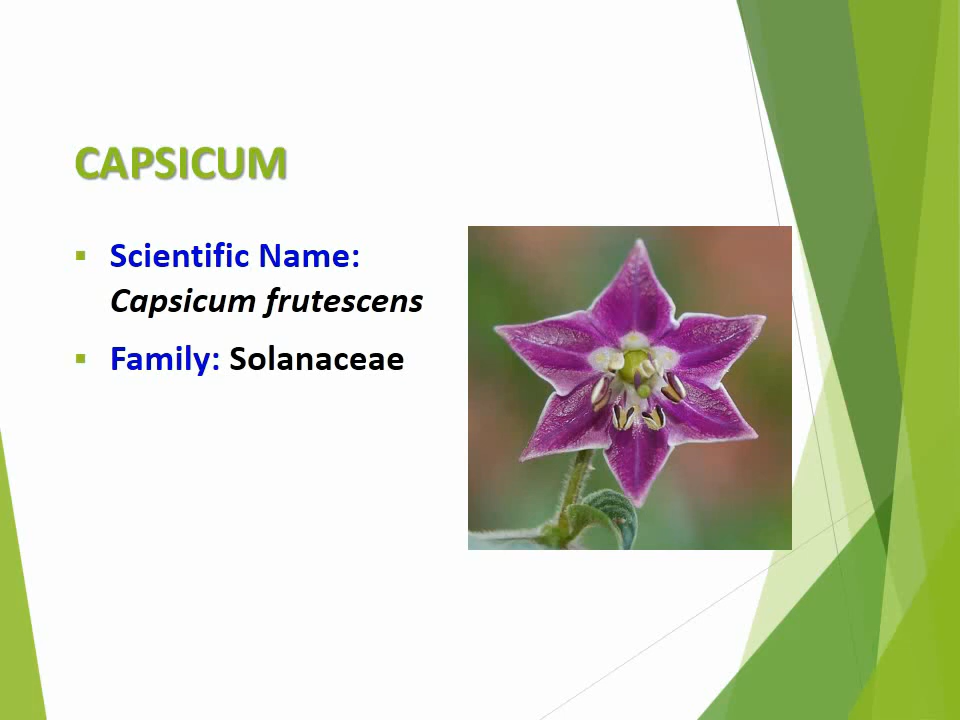 CAPSICUM
▪ Scientific Name:
Capsicum frutescens
▪ Family: Solanaceae